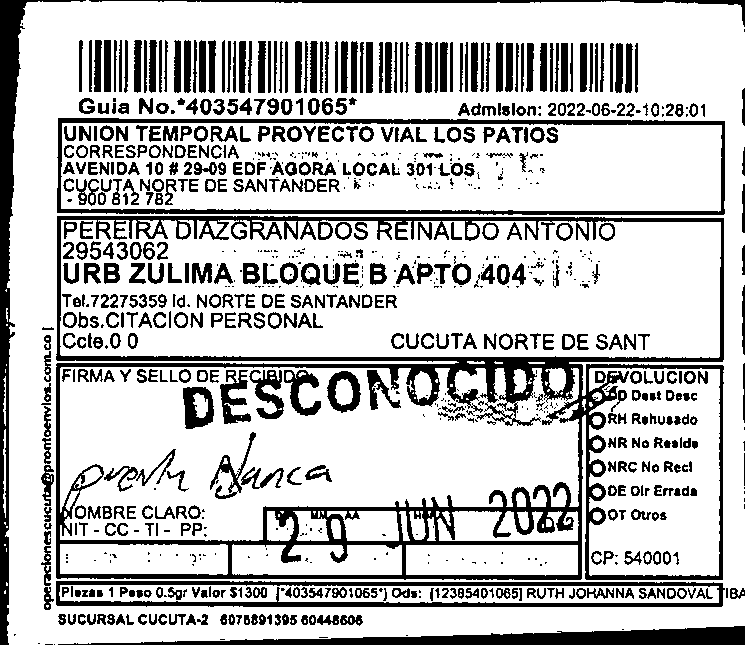 Guia No.*403547901065*
Admision: 2022-06-22-10:28:01
UNION TEMPORAL PROYECTO VIAL LOS PATIOS
CORRESPONDENCIA
AVENIDA 10 # 29-09 EDF AGORA LOCAL 301 LOS
CUCUTA NORTE DE SANTANDER
- 900 812 782
PEREIRA DIAZGRANADOS REINALDO ANTONIO
29543062
URB ZULIMA BLOQUE B APTO 404
Tel.72275359 Id. NORTE DE SANTANDER
Obs.CITACION PERSONAL
Ccte.0 0 CUCUTA NORTE DE SANT
FIRMA Y SELLO DE RECIBIDO
DESCONOCIDO
DEVOLUCION
DD Dest Desc
RH Rehusado
NR No Reside
NRC No Recl
DE Dir Errada
OT Otros
CP: 540001
Blanca
NOMBRE CLARO:
NIT - CC - TI - PP:
29 JUN 2022
Piezas 1 Peso 0.5gr Valor $1300 [*403547901065*] Ods: [12385401065] RUTH JOHANNA SANDOVAL TIBA
SUCURSAL CUCUTA-2 6075891395 60448606
operacionescucuta@prontoenvios.com.co |